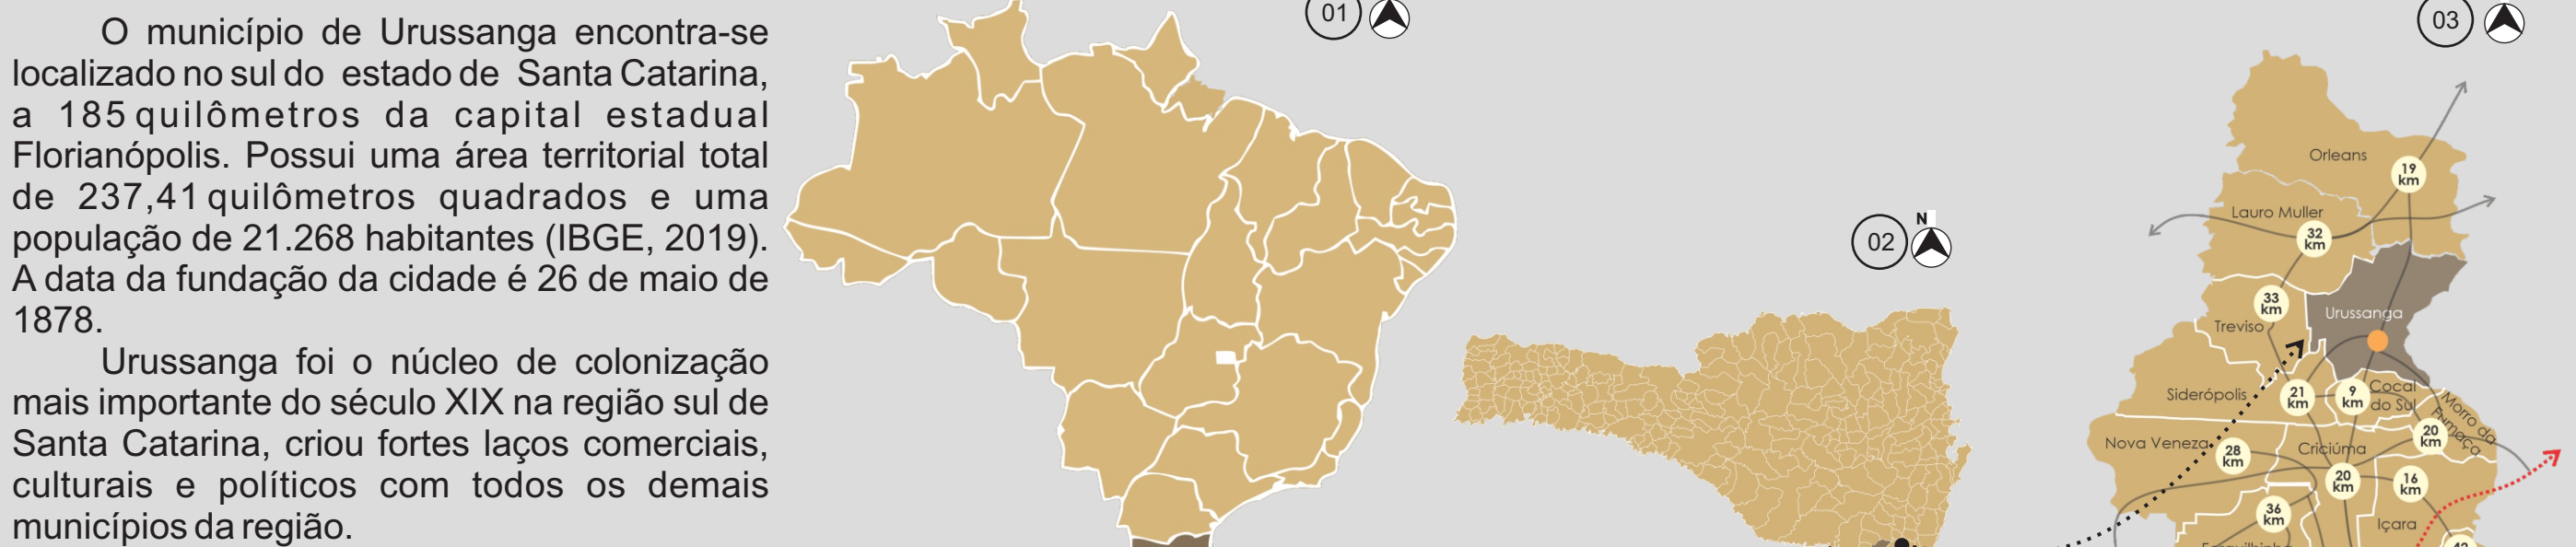 O município de Urussanga encontra-se
localizado no sul do estado de Santa Catarina,
a 185 quilômetros da capital estadual
Florianópolis. Possui uma área territorial total
de 237,41 quilômetros quadrados e uma
população de 21.268 habitantes (IBGE, 2019).
A data da fundação da cidade é 26 de maio de
1878.
Urussanga foi o núcleo de colonização
mais importante do século XIX na região sul de
Santa Catarina, criou fortes laços comerciais,
culturais e políticos com todos os demais
municípios da região.
01
02
N
03
Orleans
19
km
Lauro Muller
32
km
33
km
Treviso
Urussanga
Siderópolis
21
km
9
km
Cocal
do Sul
Morro da
Fumaça
20
km
Nova Veneza
28
km
Criciúma
20
km
16
km
36
km
Içara